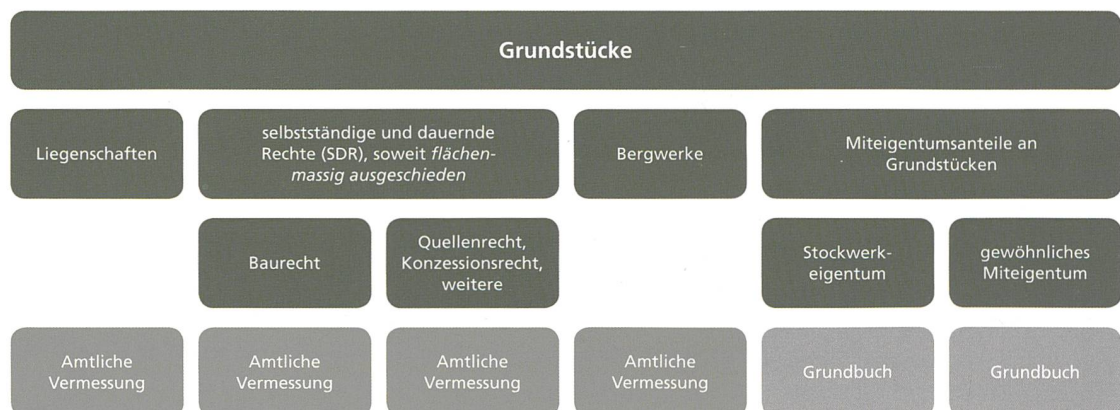 Grundstücke
Liegenschaften
selbstständige und dauernde
Rechte (SDR), soweit flächen-
massig ausgeschieden
Bergwerke
Miteigentumsanteile an
Grundstücken
Baurecht
Quellenrecht,
Konzessionsrecht,
weitere
Stockwerk-
eigentum
gewöhnliches
Miteigentum
Amtliche
Vermessung
Amtliche
Vermessung
Amtliche
Vermessung
Amtliche
Vermessung
Grundbuch
Grundbuch